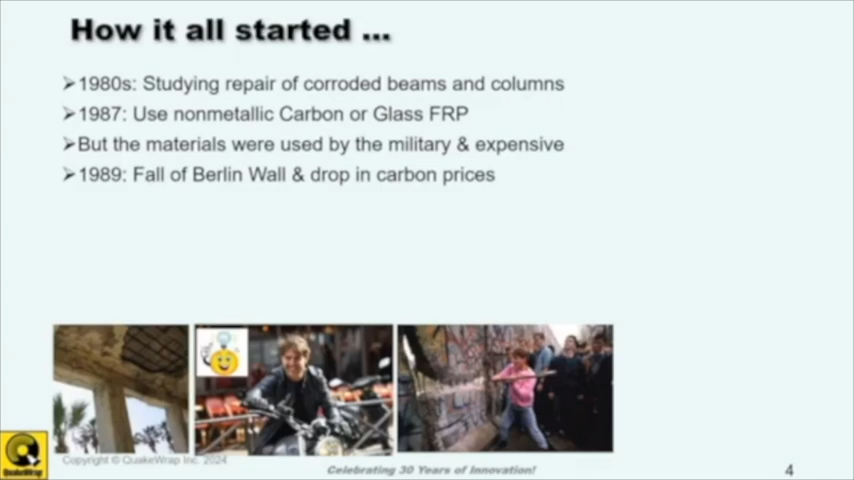 How it all started ...
➢1980s: Studying repair of corroded beams and columns
➢1987: Use nonmetallic Carbon or Glass FRP
➢But the materials were used by the military & expensive
➢1989: Fall of Berlin Wall & drop in carbon prices
QuakeWrap
Copyright © QuakeWrap Inc. 2024
Celebrating 30 Years of Innovation!
4